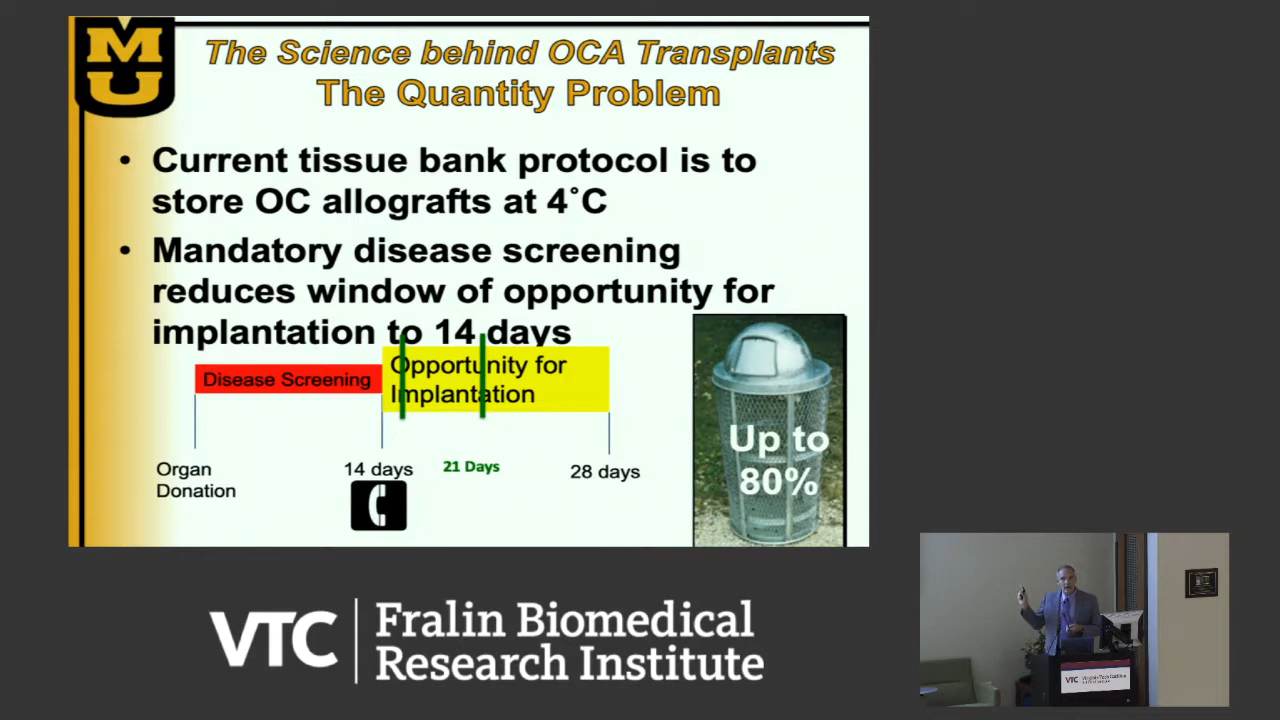 MU
The Science behind OCA Transplants
The Quantity Problem
• Current tissue bank protocol is to
store OC allografts at 4˚C
• Mandatory disease screening
reduces window of opportunity for
implantation to 14 days
Disease Screening
Opportunity for
Implantation
Organ
Donation
14 days
21 Days
28 days
Up to
80%
VTC
Fralin Biomedical
Research Institute
VTC